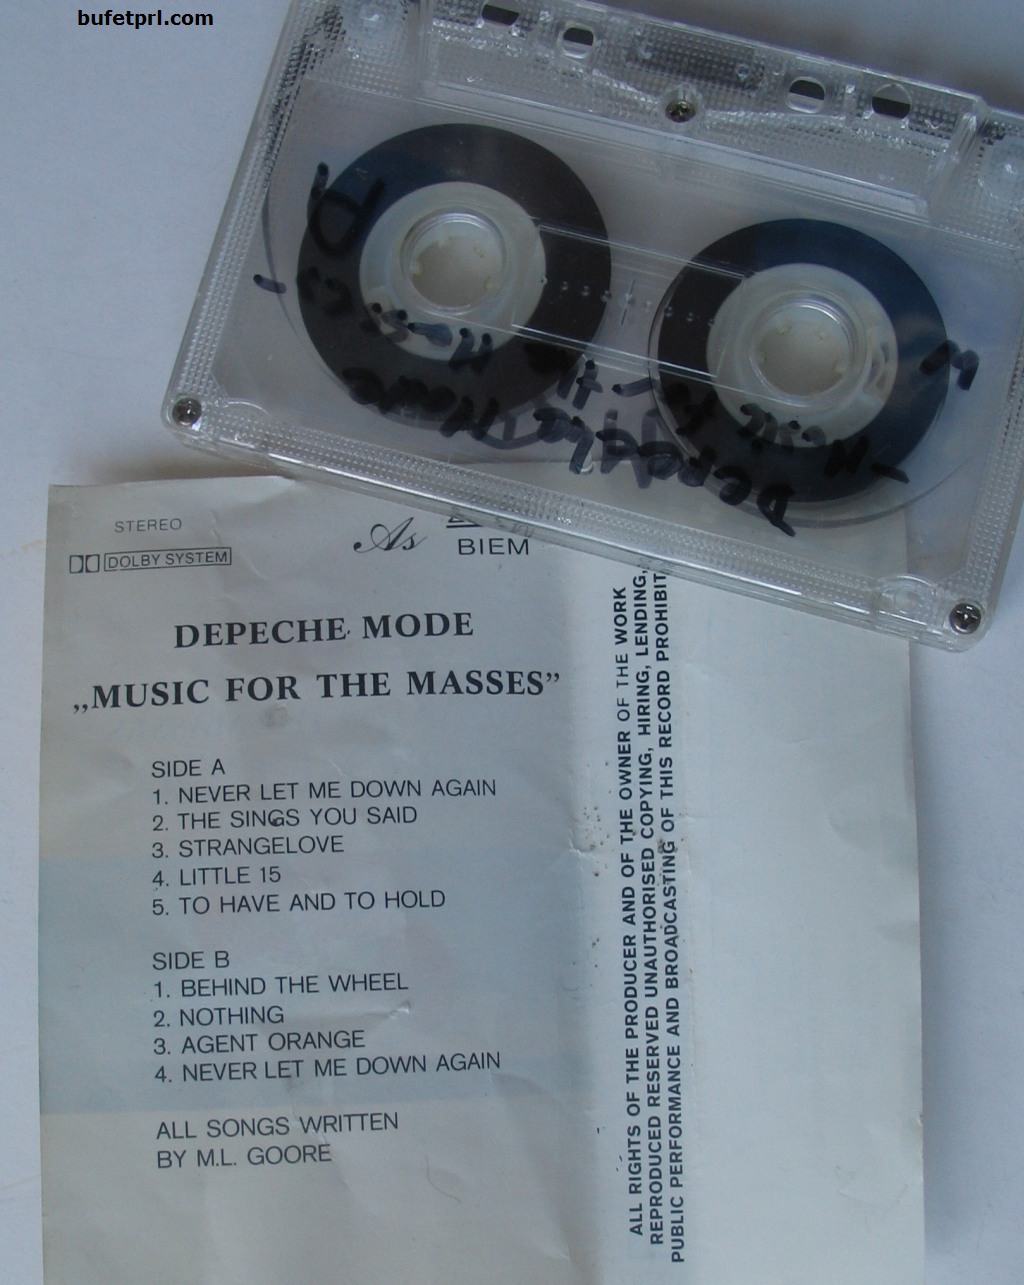 bufetprl.com
DEPECHE MODE
STEREO
DOLBY SYSTEM
As
BIEM
DEPECHE MODE
„MUSIC FOR THE MASSES”
SIDE A
1. NEVER LET ME DOWN AGAIN
2. THE SINGS YOU SAID
3. STRANGELOVE
4. LITTLE 15
5. TO HAVE AND TO HOLD
SIDE B
1. BEHIND THE WHEEL
2. NOTHING
3. AGENT ORANGE
4. NEVER LET ME DOWN AGAIN
ALL SONGS WRITTEN
BY M.L. GOORE
ALL RIGHTS OF THE PRODUCER AND OF THE OWNER OF THE WORK
REPRODUCED RESERVED UNAUTHORISED COPYING, HIRING, LENDING,
PUBLIC PERFORMANCE AND BROADCASTING OF THIS RECORD PROHIBIT